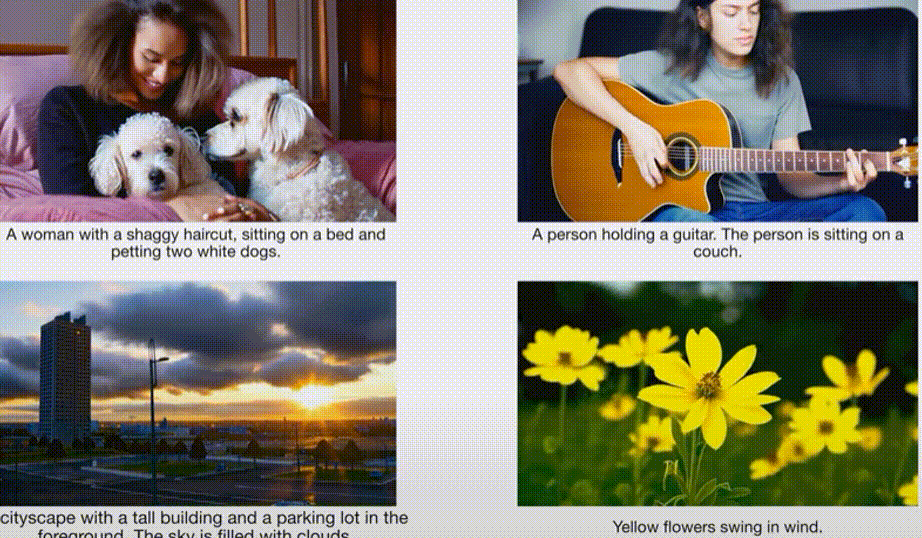 A woman with a shaggy haircut, sitting on a bed and
petting two white dogs.
A person holding a guitar. The person is sitting on a
couch.
cityscape with a tall building and a parking lot in the
foreground. The sky is filled with clouds
Yellow flowers swing in wind.